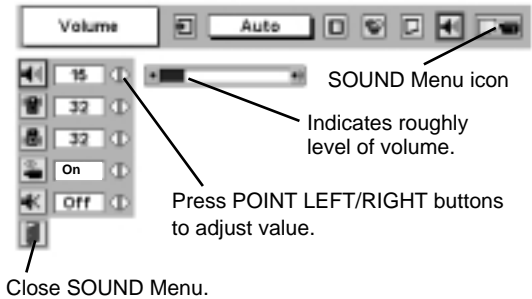 Volume
Auto
SOUND Menu icon
15
Indicates roughly
level of volume.
32
32
On
Off
Press POINT LEFT/RIGHT buttons
to adjust value.
Close SOUND Menu.